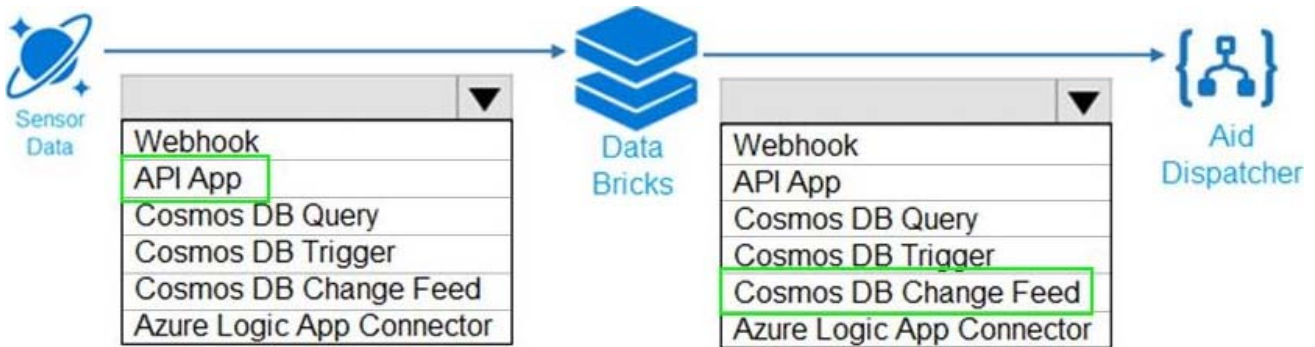 Sensor
Data
Webhook
API App
Cosmos DB Query
Cosmos DB Trigger
Cosmos DB Change Feed
Azure Logic App Connector
Data
Bricks
Webhook
API App
Cosmos DB Query
Cosmos DB Trigger
Cosmos DB Change Feed
Azure Logic App Connector
Aid
Dispatcher